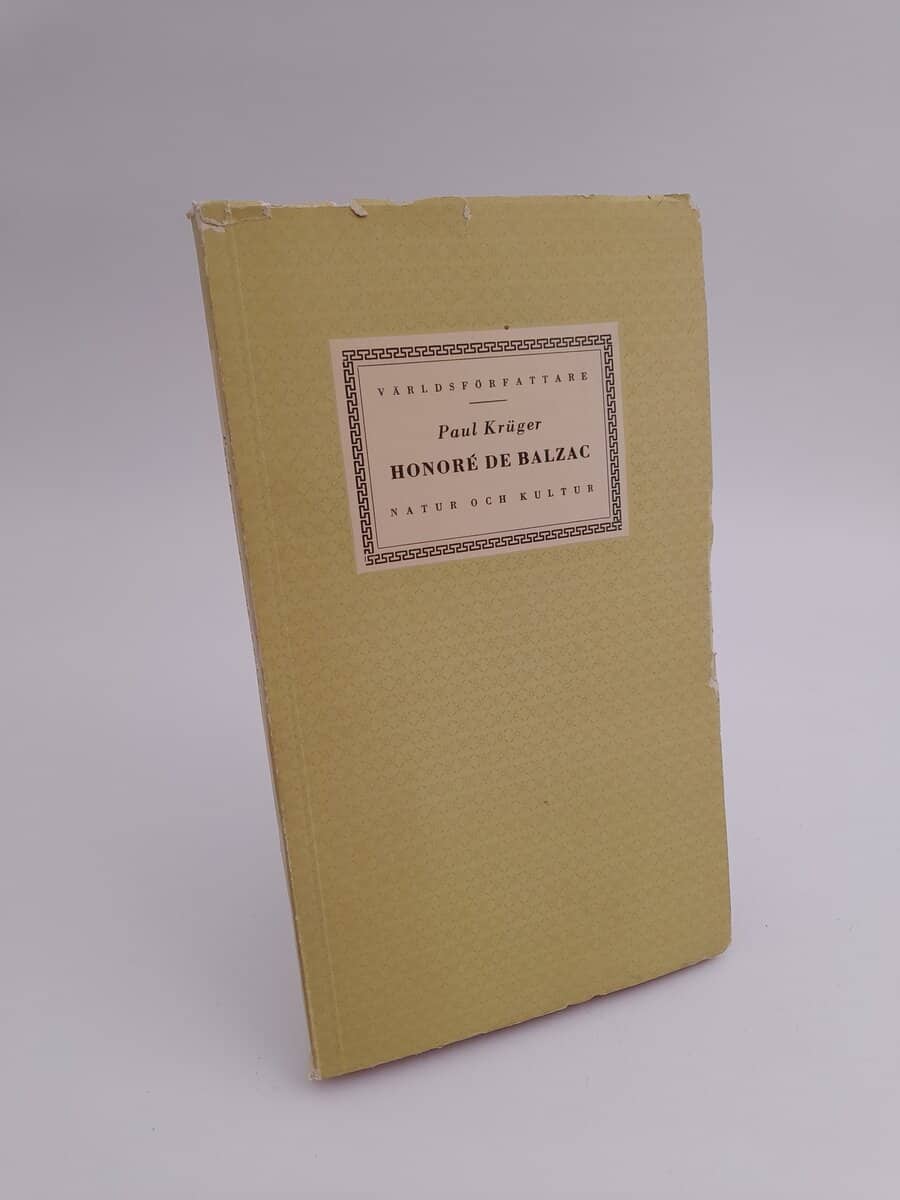 VÄRLDSFÖRFATTARE
Paul Krüger
HONORÉ DE BALZAC
NATUR OCH KULTUR